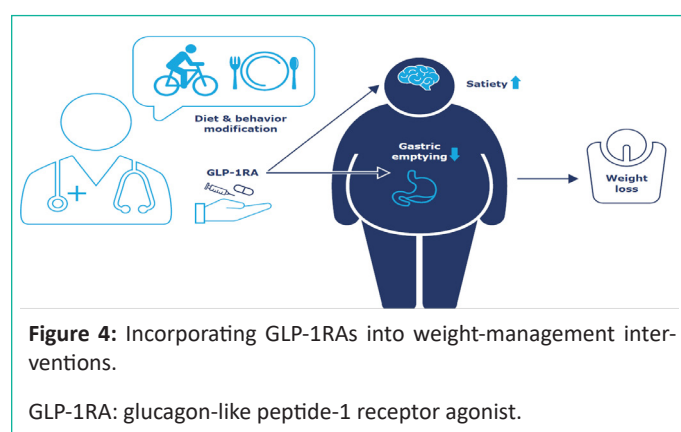 Diet & behavior
modification
GLP-1RA
Satiety
Gastric
emptying
Weight
loss
Figure 4: Incorporating GLP-1RAs into weight-management inter-
ventions.
GLP-1RA: glucagon-like peptide-1 receptor agonist.